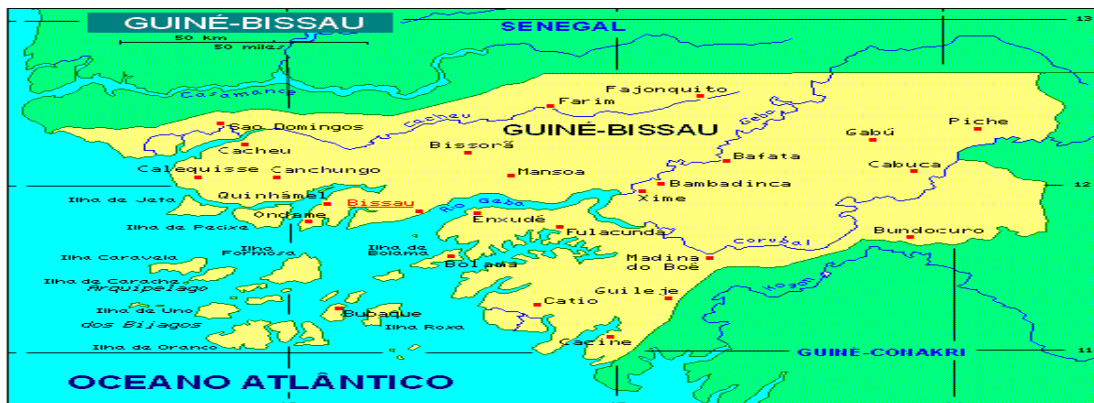 GUINÉ-BISSAU
SENEGAL
13
50 km
50 miles
Casamance
Fajonquito
Farim
Sao Domingos
Cacheu
GUINÉ-BISSAU
Geba
Gabú
Piche
Cacheu
Bissorã
Bafata
Cabuca
Calequisse
Canchungo
Mansoa
Bambadinca
12
Quinhámel
Xime
Ilha de Jeta
Bissau
Rio Geba
Ondame
Enxudé
Ilha de Pecixe
Fulacunda
Corubal
Bundocuro
Ilha
Formosa
Ilha de
Bolama
Ilha Caravela
Bolama
Madina
do Boé
Ilha de Carache
Arquipélago
Guileje
Catio
Ilha de Uno
Bubaque
dos Bijagos
Ilha Roxa
Cacine
Ilha de Orango
GUINÉ-CONAKRI
11
OCEANO ATLÂNTICO